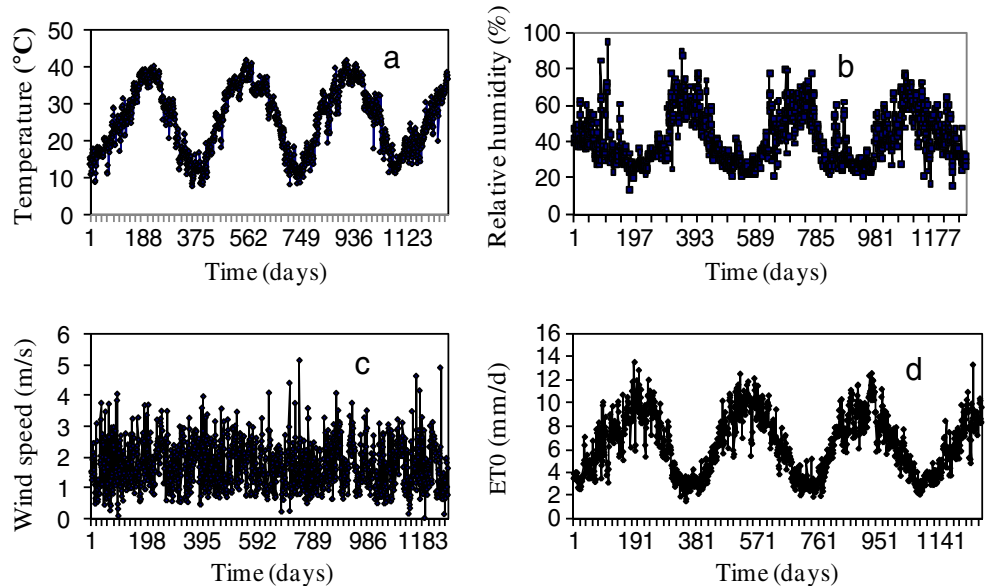 a
Temperature (°C)
50
40
30
20
10
0
1 188 375 562 749 936 1123
Time (days)
b
Relative humidity (%)
100
80
60
40
20
0
1 197 393 589 785 981 1177
Time (days)
c
Wind speed (m/s)
6
5
4
3
2
1
0
1 198 395 592 789 986 1183
Time (days)
d
ET0 (mm/d)
16
14
12
10
8
6
4
2
0
1 191 381 571 761 951 1141
Time (days)